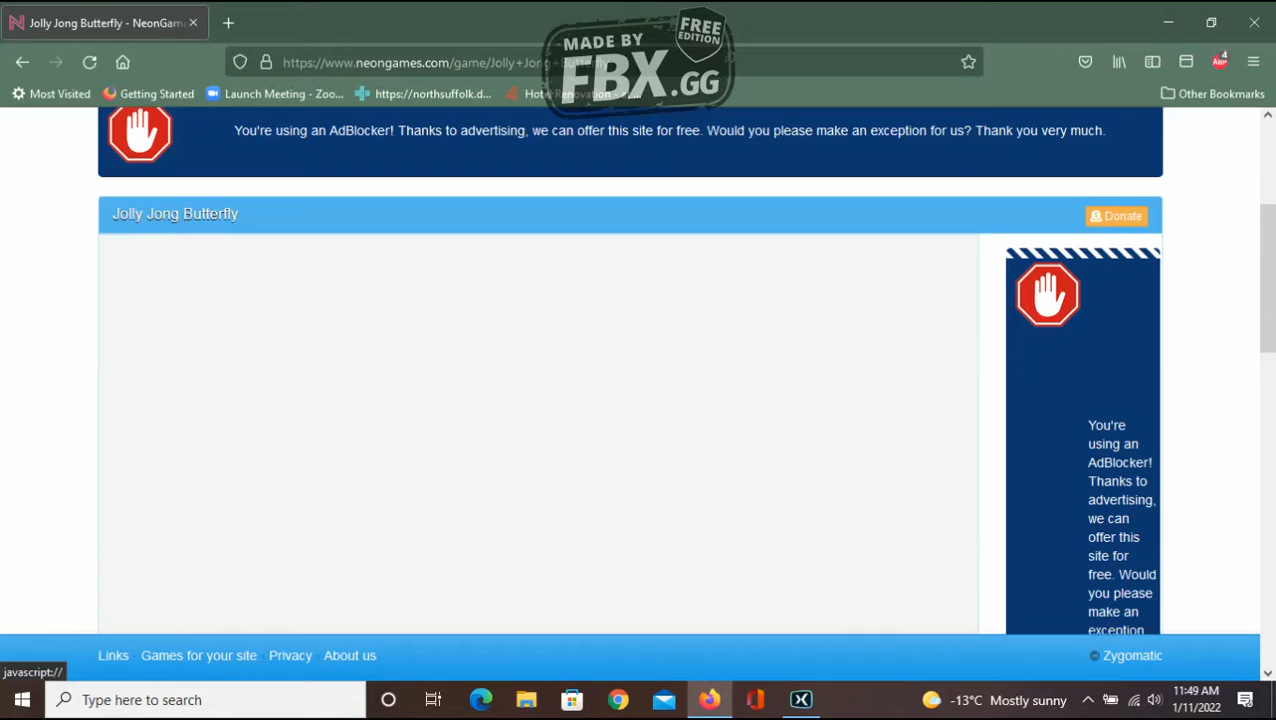 Jolly Jong Butterfly - NeonGam
MADE BY
FREE
EDITION
FBX.GG
https://www.neongames.com/game/Jolly+Jong+Butterfly
4
ABP
Most Visited
Getting Started
Launch Meeting - Zoo...
https://northsuffolk.d...
Other Bookmarks
You're using an AdBlocker! Thanks to advertising, we can offer this site for free. Would you please make an exception for us? Thank you very much.
Jolly Jong Butterfly
Donate
You're
using an
AdBlocker!
Thanks to
advertising,
we can
offer this
site for
free. Would
you please
make an
exception
Links
Games for your site
Privacy
About us
© Zygomatic
javascript://
Type here to search
-13°C Mostly sunny
11:49 AM
1/11/2022